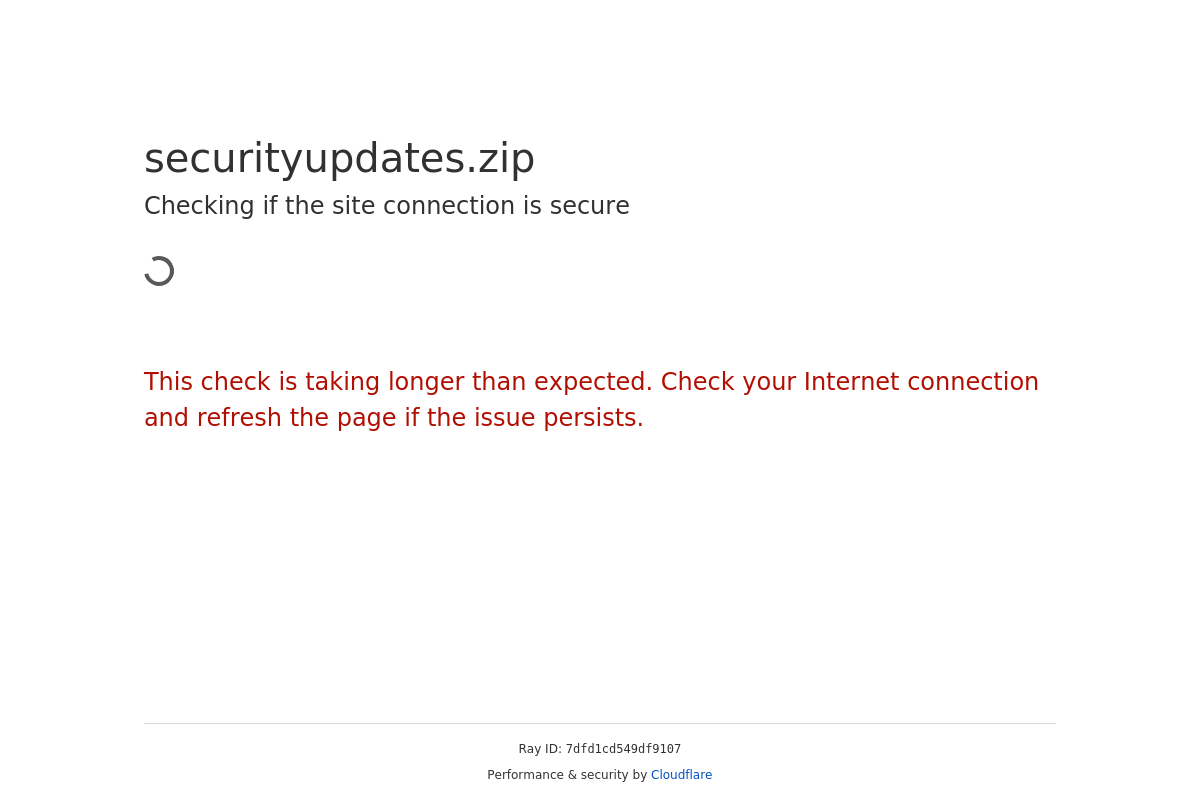 securityupdates.zip
Checking if the site connection is secure
This check is taking longer than expected. Check your Internet connection
and refresh the page if the issue persists.
Ray ID: 7dfd1cd549df9107
Performance & security by Cloudflare